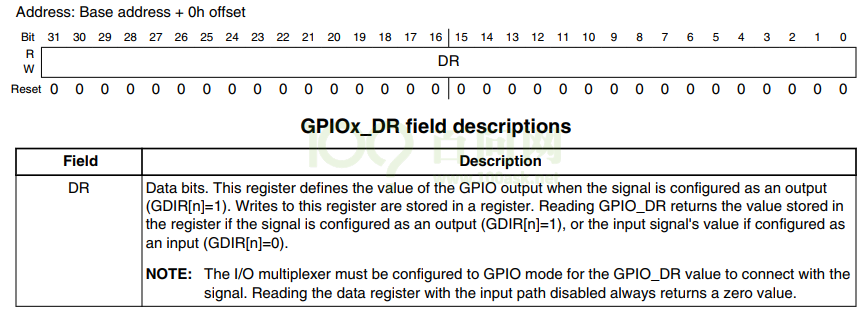 Address: Base address + 0h offset
Bit 31 30 29 28 27 26 25 24 23 22 21 20 19 18 17 16 15 14 13 12 11 10 9 8 7 6 5 4 3 2 1 0
R
DR
W
Reset 0 0 0 0 0 0 0 0 0 0 0 0 0 0 0 0 0 0 0 0 0 0 0 0 0 0 0 0 0 0 0 0
GPIOx_DR field descriptions
Field Description
DR Data bits. This register defines the value of the GPIO output when the signal is configured as an output
(GDIR[n]=1). Writes to this register are stored in a register. Reading GPIO_DR returns the value stored in
the register if the signal is configured as an output (GDIR[n]=1), or the input signal's value if configured as
an input (GDIR[n]=0).
NOTE: The I/O multiplexer must be configured to GPIO mode for the GPIO_DR value to connect with the
signal. Reading the data register with the input path disabled always returns a zero value.